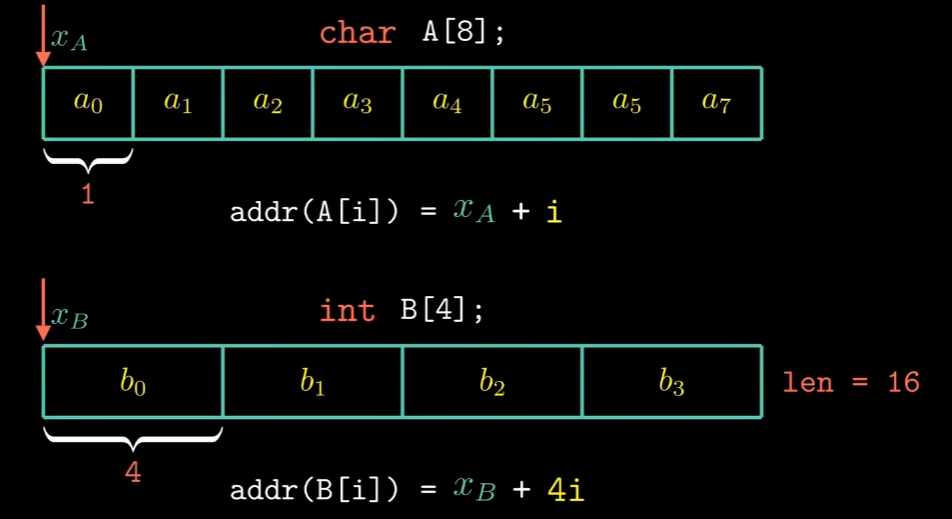 x_A char A[8];
a_0 a_1 a_2 a_3 a_4 a_5 a_5 a_7
1
addr(A[i]) = x_A + i
x_B int B[4];
b_0 b_1 b_2 b_3 len = 16
4
addr(B[i]) = x_B + 4i